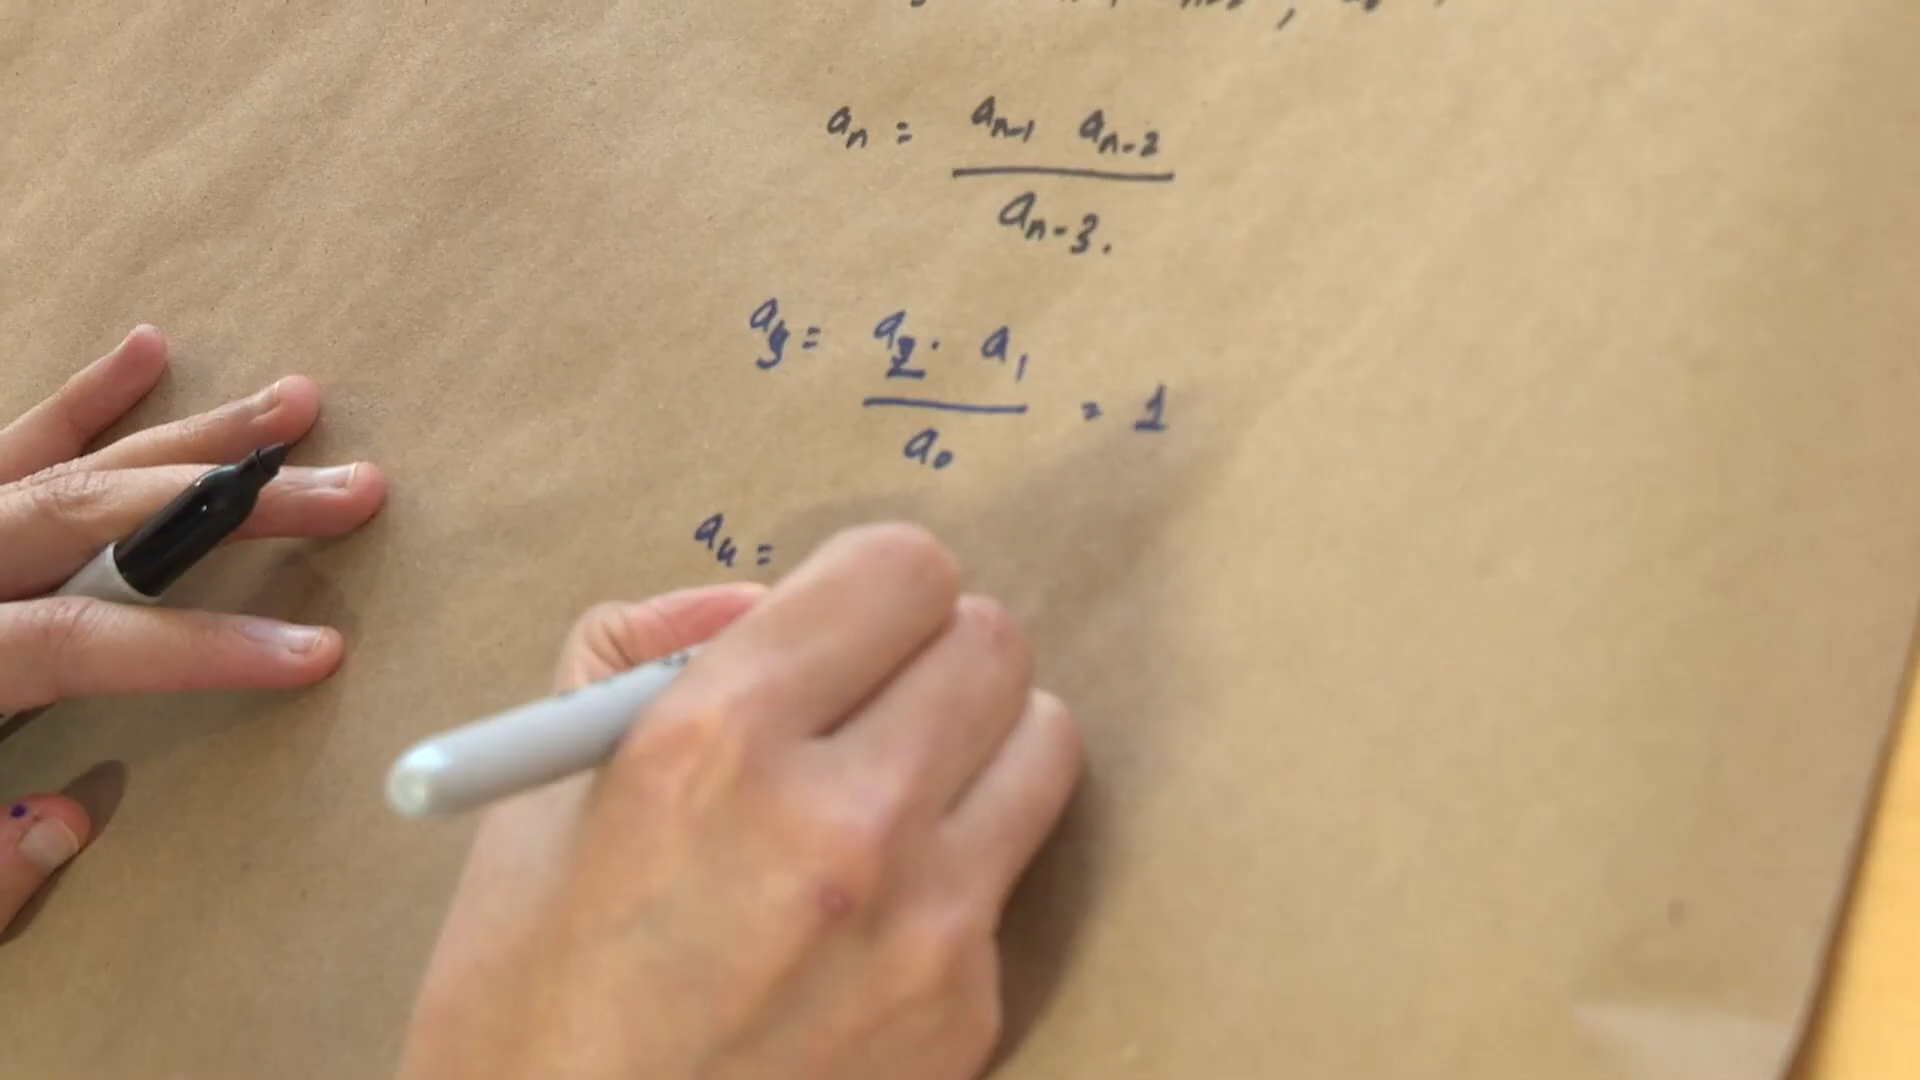 aₙ = aₙ₋₁ aₙ₋₂
aₙ₋₃.
a₃ = a₂ · a₁
= 1
a₀
a₄ =